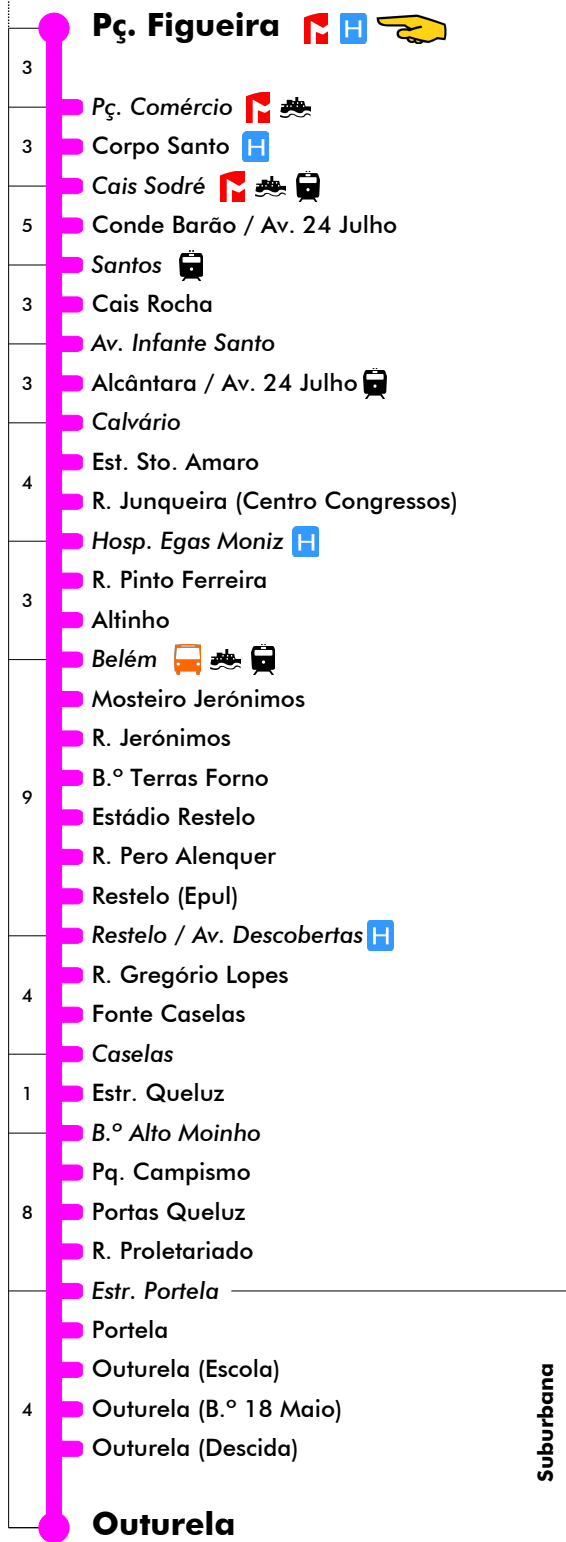 Pç. Figueira H
3
Pç. Comércio
3 Corpo Santo H
Cais Sodré
5 Conde Barão / Av. 24 Julho
Santos
3 Cais Rocha
Av. Infante Santo
3 Alcântara / Av. 24 Julho
Calvário
Est. Sto. Amaro
4
R. Junqueira (Centro Congressos)
Hosp. Egas Moniz H
R. Pinto Ferreira
3
Altinho
Belém
Mosteiro Jerónimos
R. Jerónimos
B.º Terras Forno
9
Estádio Restelo
R. Pero Alenquer
Restelo (Epul)
Restelo / Av. Descobertas H
R. Gregório Lopes
4
Fonte Caselas
Caselas
1 Estr. Queluz
B.º Alto Moinho
Pq. Campismo
8 Portas Queluz
R. Proletariado
Estr. Portela
Portela
Outurela (Escola)
4 Outurela (B.º 18 Maio)
Outurela (Descida)
Suburbana
Outurela